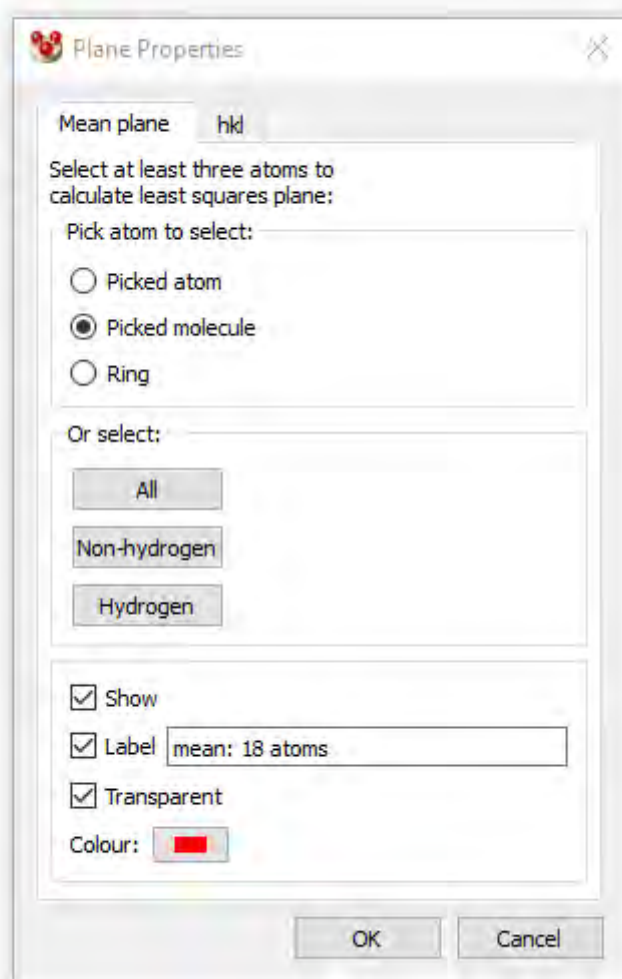 Plane Properties
Mean plane
hkl
Select at least three atoms to
calculate least squares plane:
Pick atom to select:
Picked atom
Picked molecule
Ring
Or select:
All
Non-hydrogen
Hydrogen
Show
Label mean: 18 atoms
Transparent
Colour:
OK Cancel